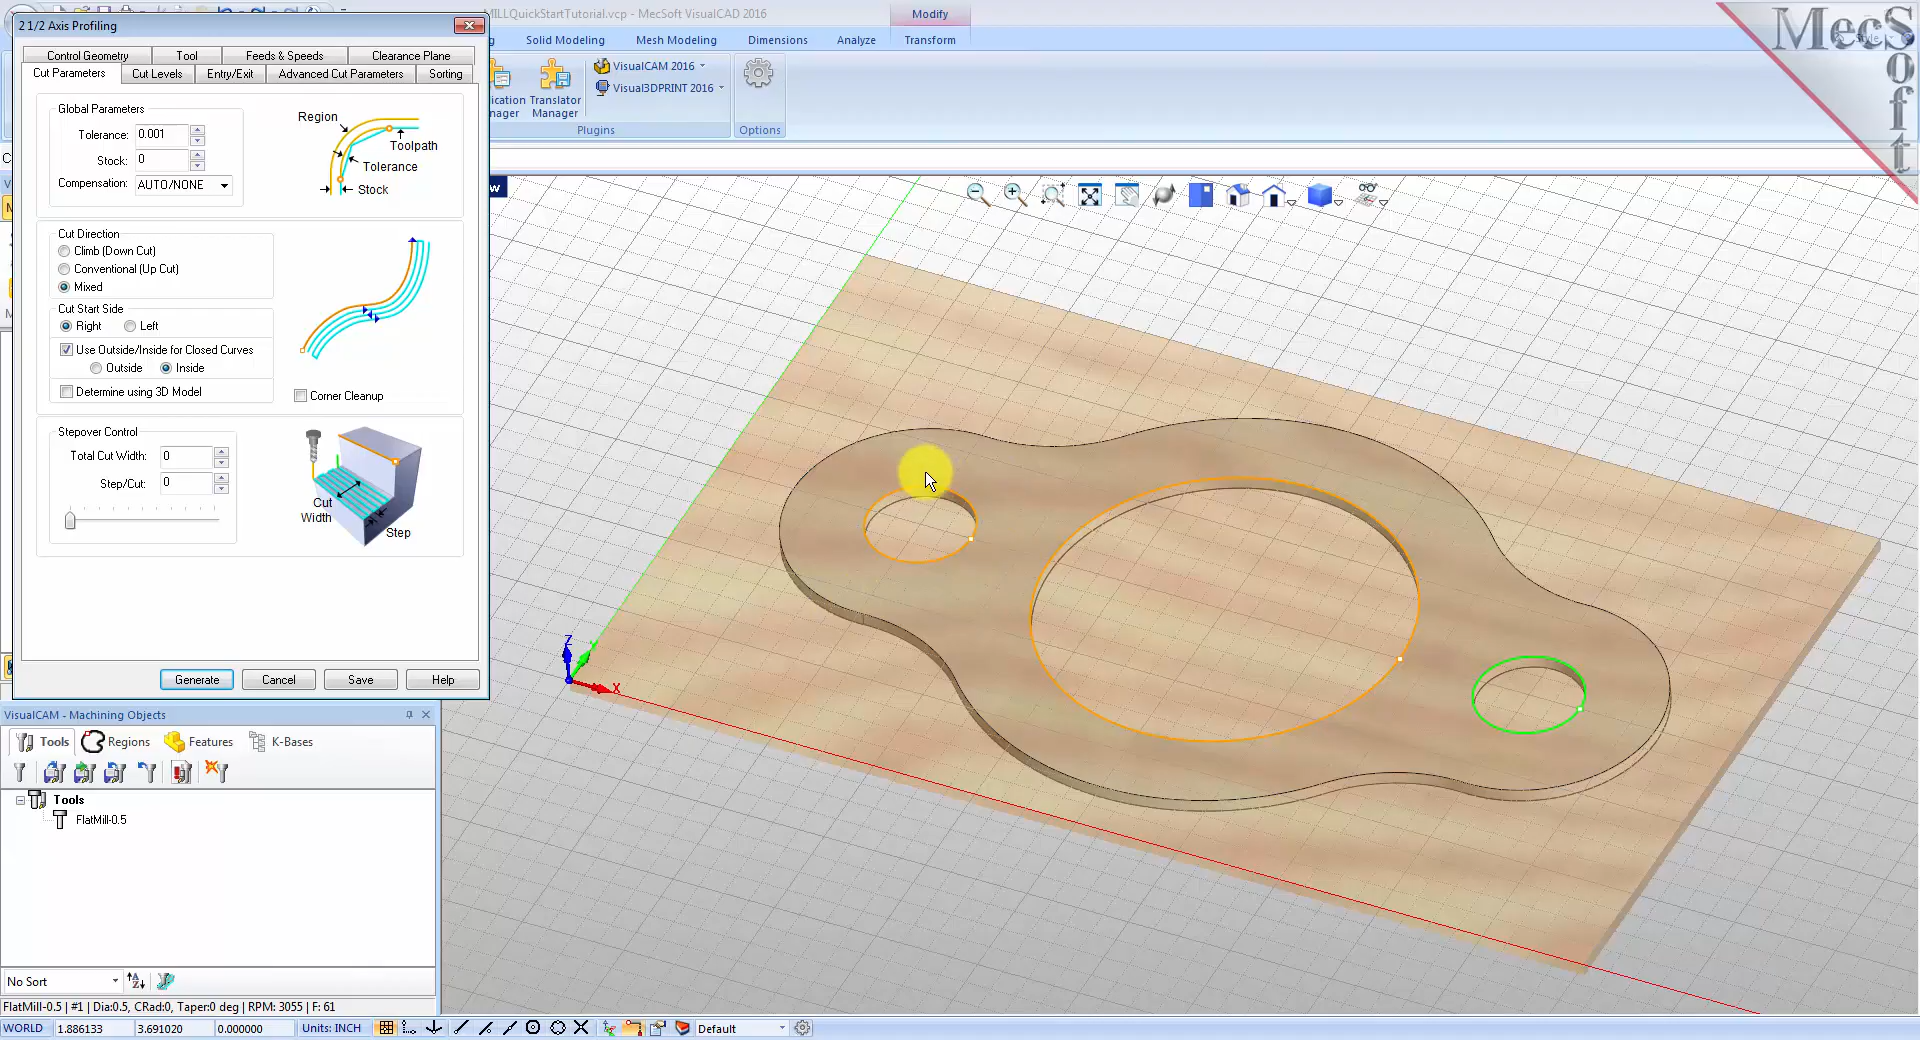 2 1/2 Axis Profiling
MILLQuickStartTutorial.vcp - MecSoft VisualCAD 2016
Modify
Solid Modeling
Mesh Modeling
Dimensions
Analyze
Transform
VisualCAM 2016
Visual3DPRINT 2016
Translator
Manager
Plugins
Options
MecSoft
Control Geometry
Tool
Feeds & Speeds
Clearance Plane
Cut Parameters
Cut Levels
Entry/Exit
Advanced Cut Parameters
Sorting
Global Parameters
Tolerance: 0.001
Stock: 0
Compensation: AUTO/NONE
Region
Toolpath
Tolerance
Stock
Cut Direction
Climb (Down Cut)
Conventional (Up Cut)
Mixed
Cut Start Side
Right
Left
Use Outside/Inside for Closed Curves
Outside
Inside
Determine using 3D Model
Corner Cleanup
Stepover Control
Total Cut Width: 0
Step/Cut: 0
Cut
Width
Step
Generate
Cancel
Save
Help
Z
X
VisualCAM - Machining Objects
Tools
Regions
Features
K-Bases
Tools
FlatMill-0.5
No Sort
FlatMill-0.5 | #1 | Dia:0.5, CRad:0, Taper:0 deg | RPM: 3055 | F: 61
WORLD
1.886133
3.691020
0.000000
Units: INCH
Default